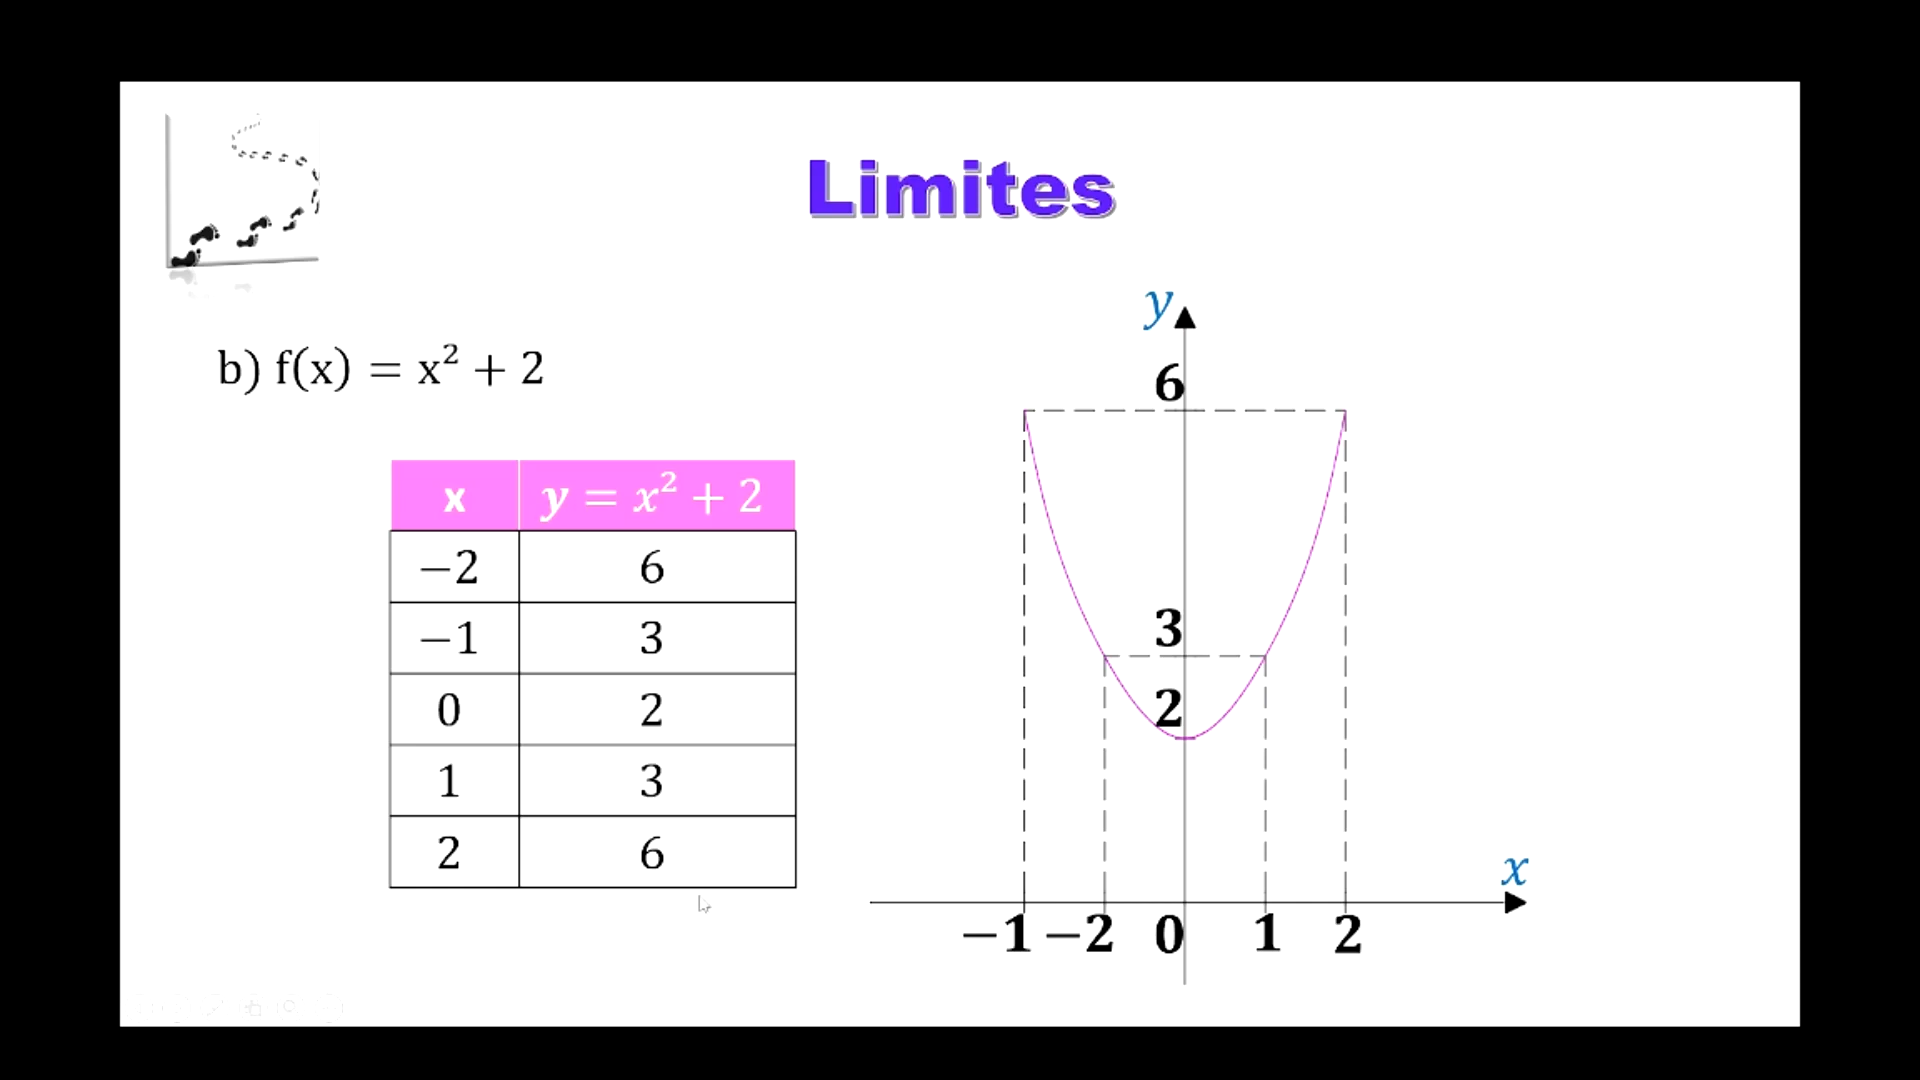 Limites
b) f(x) = x² + 2
x y = x² + 2
−2 6
−1 3
0 2
1 3
2 6
y
6
3
2
x
−1 −2 0 1 2